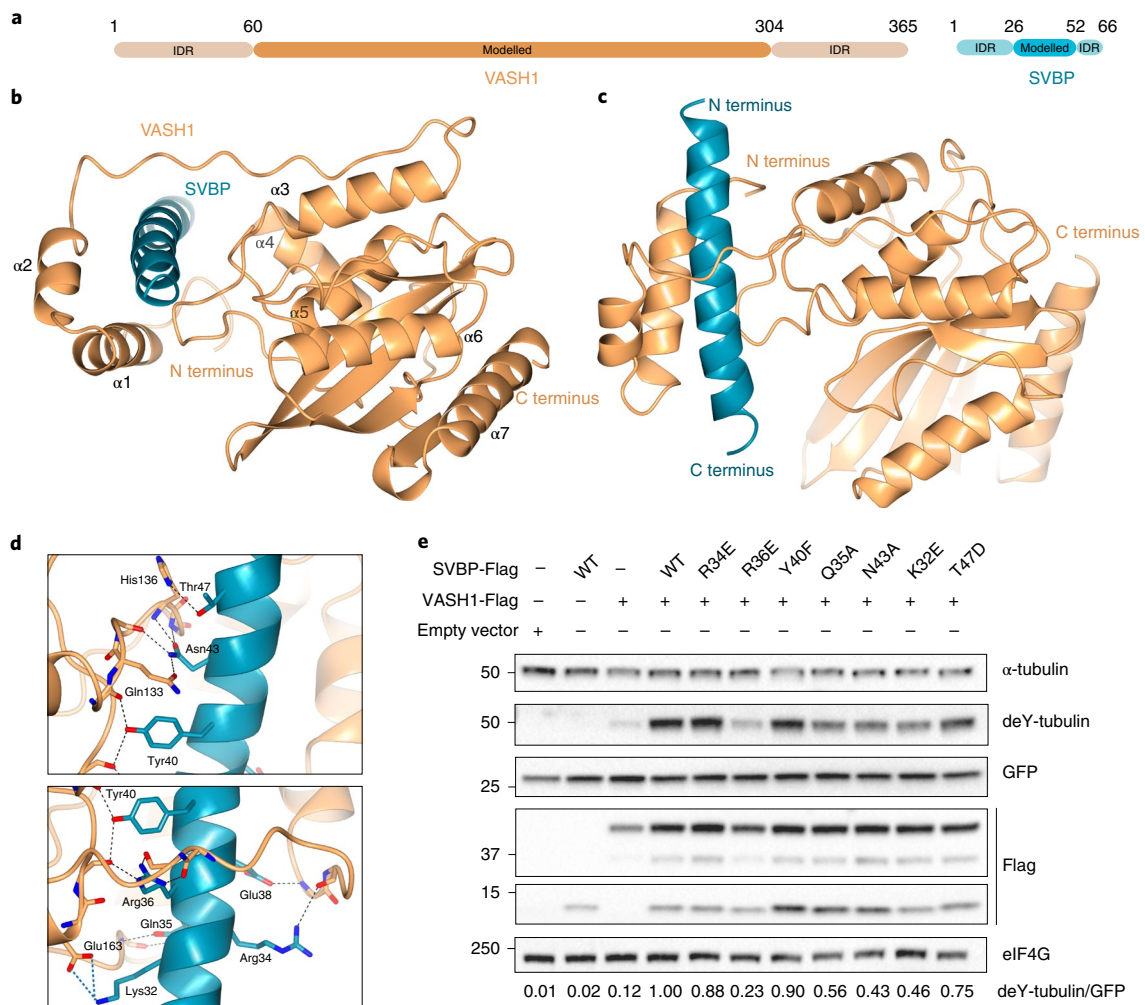 a
1 60 304 365 1 26 52 66
IDR Modelled IDR IDR Modelled IDR
VASH1 SVBP
b
VASH1
SVBP
α3
α4
α2
α5
α6
α1
N terminus
C terminus
α7
c
N terminus
N terminus
C terminus
C terminus
d
His136
Thr47
Asn43
Gln133
Tyr40
Tyr40
Arg36
Glu38
Gln35
Glu163
Arg34
Lys32
e
SVBP-Flag – WT – WT R34E R36E Y40F Q35A N43A K32E T47D
VASH1-Flag – – + + + + + + + + +
Empty vector + – – – – – – – – – –
50 α-tubulin
50 deY-tubulin
25 GFP
37 Flag
15
250 eIF4G
0.01 0.02 0.12 1.00 0.88 0.23 0.90 0.56 0.43 0.46 0.75 deY-tubulin/GFP